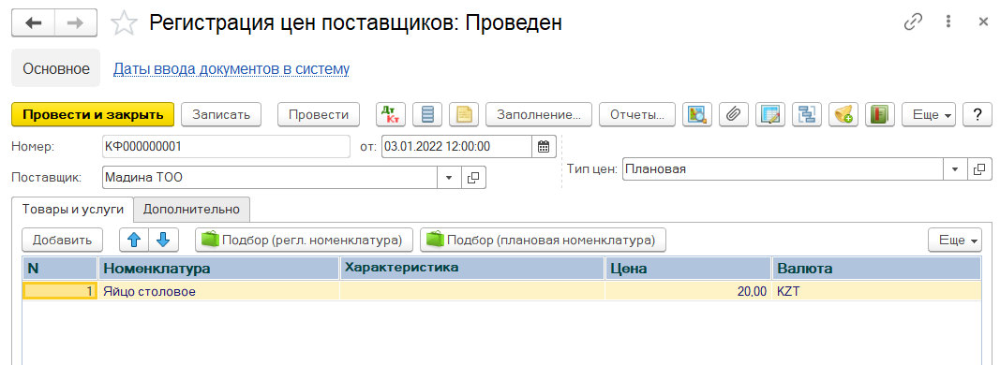 Регистрация цен поставщиков: Проведен
Основное Даты ввода документов в систему
Провести и закрыть Записать Провести Дт Кт Заполнение... Отчеты... Еще ?
Номер: КФ000000001 от: 03.01.2022 12:00:00
Поставщик: Мадина ТОО Тип цен: Плановая
Товары и услуги Дополнительно
Добавить Подбор (регл. номенклатура) Подбор (плановая номенклатура) Еще
N Номенклатура Характеристика Цена Валюта
1 Яйцо столовое 20,00 KZT